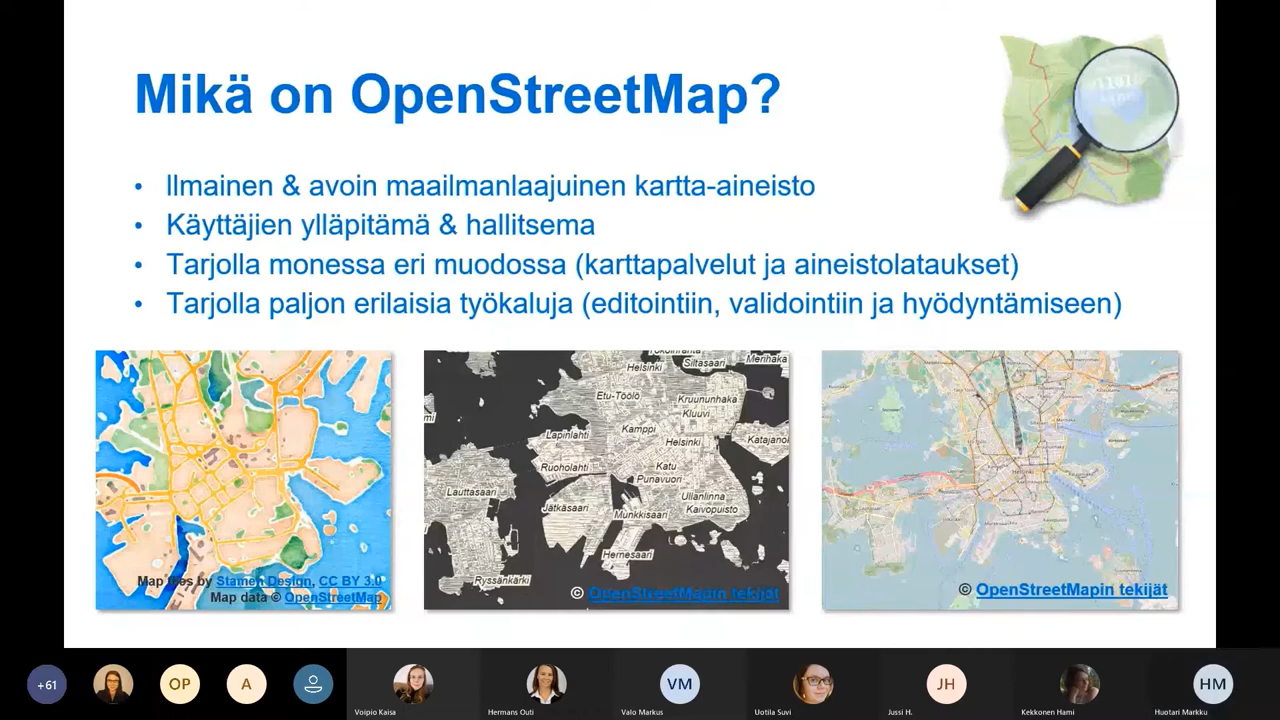 Mikä on OpenStreetMap?
• Ilmainen & avoin maailmanlaajuinen kartta-aineisto
• Käyttäjien ylläpitämä & hallitsema
• Tarjolla monessa eri muodossa (karttapalvelut ja aineistolataukset)
• Tarjolla paljon erilaisia työkaluja (editointiin, validointiin ja hyödyntämiseen)
Map tiles by Stamen Design, CC BY 3.0
Map data © OpenStreetMap
Siltasaari
Merihaka
Helsinki
Etu-Töölö
Kruununhaka
Kluuvi
Kamppi
Lapinlahti
Helsinki
Ruoholahti
Katu
Punavuori
Lauttasaari
Ullanlinna
Jätkäsaari
Munkkisaari
Kaivopuisto
Hernesaari
Ryssänkärki
© OpenStreetMapin tekijät
Helsinki
© OpenStreetMapin tekijät
+61
OP
A
VM
JH
HM
Voipio Kaisa
Hermans Outi
Valo Markus
Uotila Suvi
Jussi H.
Kekkonen Hami
Huotari Markku